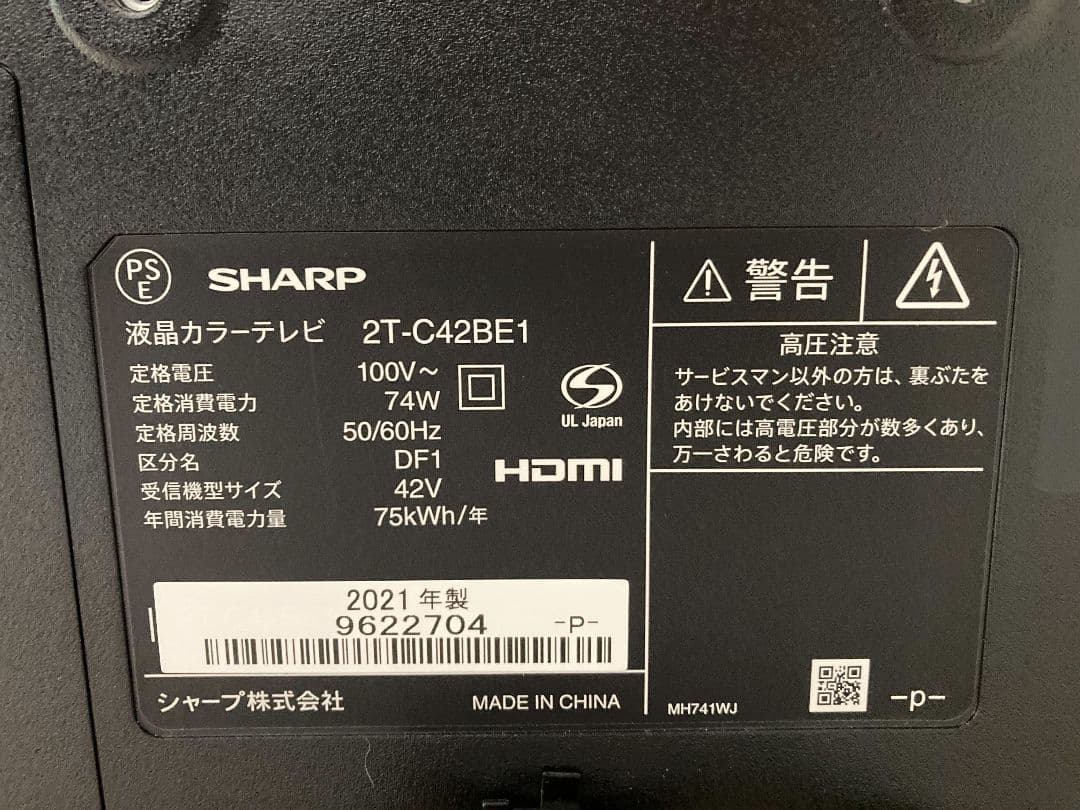 PS
E
SHARP
液晶カラーテレビ 2T-C42BE1
定格電圧 100V～
定格消費電力 74W
定格周波数 50/60Hz
区分名 DF1
受信機型サイズ 42V
年間消費電力量 75kWh/年
UL Japan
HDMI
2021年製
9622704 -P-
シャープ株式会社 MADE IN CHINA
警告
高圧注意
サービスマン以外の方は、裏ぶたを
あけないでください。
内部には高電圧部分が数多くあり、
万一さわると危険です。
MH741WJ
-p-